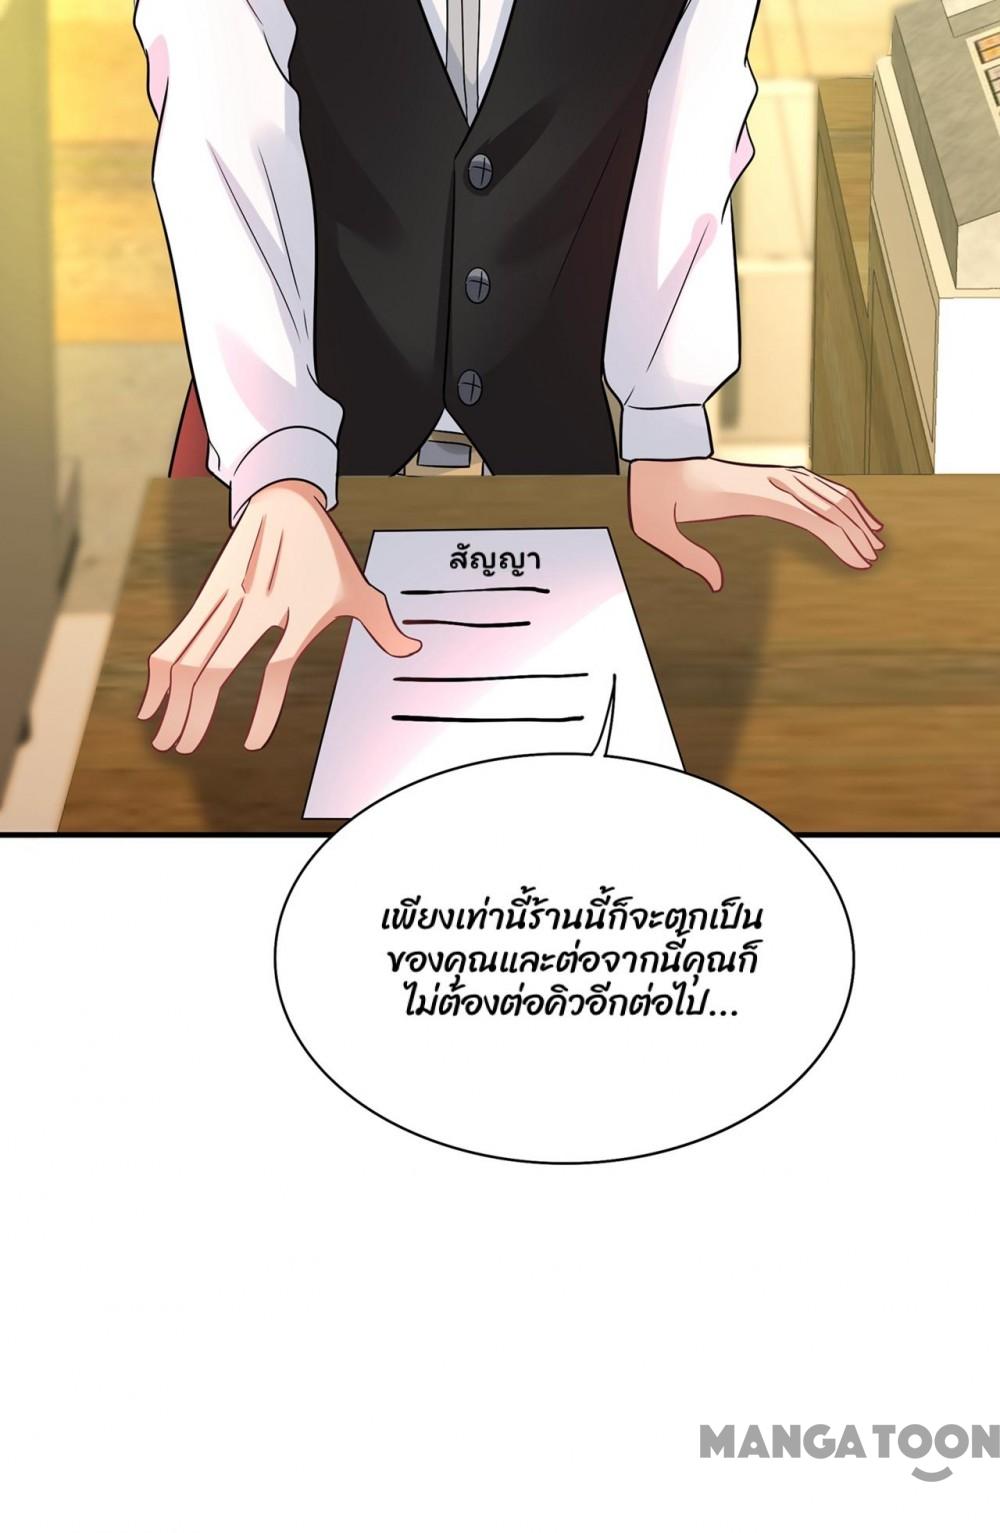 สัญญา
เพียงเท่านี้ร้านนี้ก็จะตกเป็น
ของคุณและต่อจากนี้คุณก็
ไม่ต้องต่อคิวอีกต่อไป...
MANGATOON